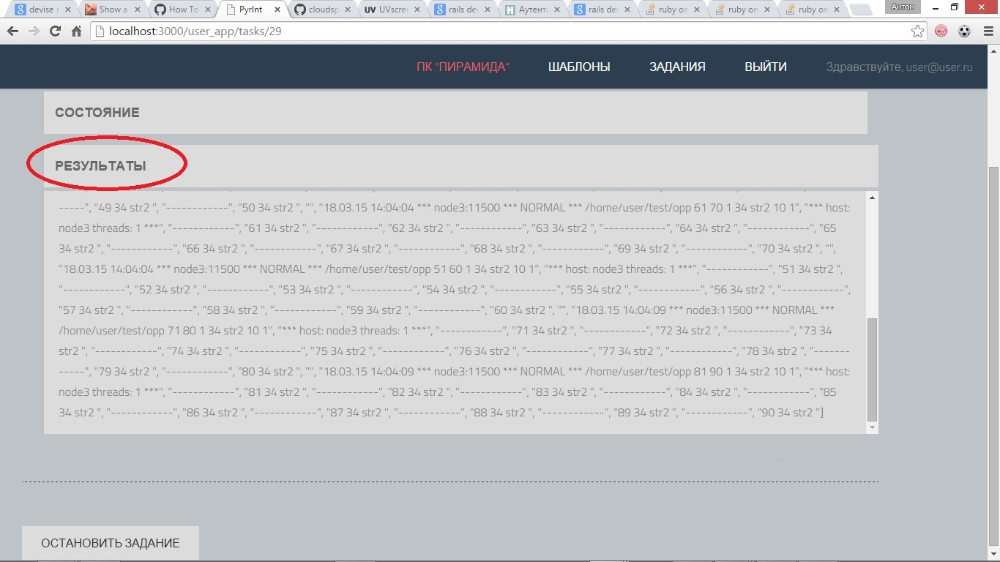 devise r Show a How To PyrInt cloudsp UVscre rails dev Аутента rails dev ruby on ruby on ruby on Антон
localhost:3000/user_app/tasks/29
ПК "ПИРАМИДА" ШАБЛОНЫ ЗАДАНИЯ ВЫЙТИ Здравствуйте, user@user.ru
СОСТОЯНИЕ
РЕЗУЛЬТАТЫ
-----", "49 34 str2 ", "------------", "50 34 str2 ", "", "18.03.15 14:04:04 *** node3:11500 *** NORMAL *** /home/user/test/opp 61 70 1 34 str2 10 1", "*** host:
node3 threads: 1 ***", "------------", "61 34 str2 ", "------------", "62 34 str2 ", "------------", "63 34 str2 ", "------------", "64 34 str2 ", "------------", "65
34 str2 ", "------------", "66 34 str2 ", "------------", "67 34 str2 ", "------------", "68 34 str2 ", "------------", "69 34 str2 ", "------------", "70 34 str2 ", "",
"18.03.15 14:04:04 *** node3:11500 *** NORMAL *** /home/user/test/opp 51 60 1 34 str2 10 1", "*** host: node3 threads: 1 ***", "------------", "51 34 str2 ",
"------------", "52 34 str2 ", "------------", "53 34 str2 ", "------------", "54 34 str2 ", "------------", "55 34 str2 ", "------------", "56 34 str2 ", "------------",
"57 34 str2 ", "------------", "58 34 str2 ", "------------", "59 34 str2 ", "------------", "60 34 str2 ", "", "18.03.15 14:04:09 *** node3:11500 *** NORMAL ***
/home/user/test/opp 71 80 1 34 str2 10 1", "*** host: node3 threads: 1 ***", "------------", "71 34 str2 ", "------------", "72 34 str2 ", "------------", "73 34
str2 ", "------------", "74 34 str2 ", "------------", "75 34 str2 ", "------------", "76 34 str2 ", "------------", "77 34 str2 ", "------------", "78 34 str2 ", "-------
-----", "79 34 str2 ", "------------", "80 34 str2 ", "", "18.03.15 14:04:09 *** node3:11500 *** NORMAL *** /home/user/test/opp 81 90 1 34 str2 10 1", "*** host:
node3 threads: 1 ***", "------------", "81 34 str2 ", "------------", "82 34 str2 ", "------------", "83 34 str2 ", "------------", "84 34 str2 ", "------------", "85
34 str2 ", "------------", "86 34 str2 ", "------------", "87 34 str2 ", "------------", "88 34 str2 ", "------------", "89 34 str2 ", "------------", "90 34 str2 "]
ОСТАНОВИТЬ ЗАДАНИЕ